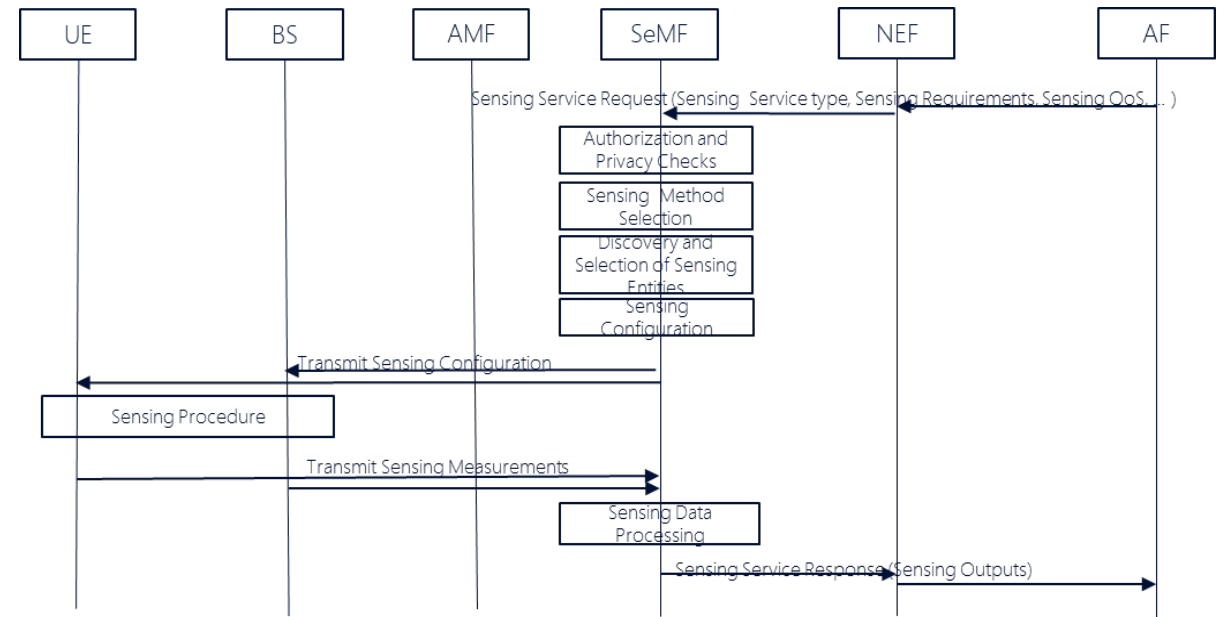 UE
BS
AMF
SeMF
NEF
AF
Sensing Service Request (Sensing Service type, Sensing Requirements, Sensing QoS, ... )
Authorization and
Privacy Checks
Sensing Method
Selection
Discovery and
Selection of Sensing
Entities
Sensing
Configuration
Transmit Sensing Configuration
Sensing Procedure
Transmit Sensing Measurements
Sensing Data
Processing
Sensing Service Response (Sensing Outputs)